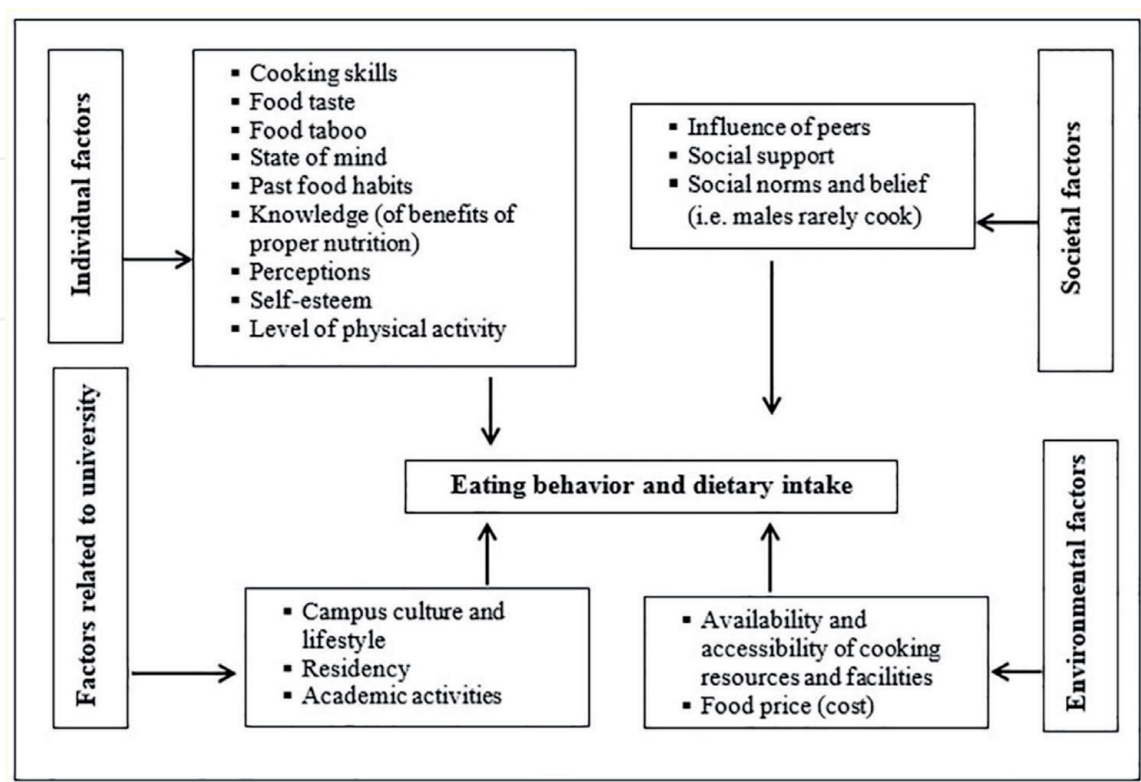 Individual factors
▪ Cooking skills
▪ Food taste
▪ Food taboo
▪ State of mind
▪ Past food habits
▪ Knowledge (of benefits of
proper nutrition)
▪ Perceptions
▪ Self-esteem
▪ Level of physical activity
▪ Influence of peers
▪ Social support
▪ Social norms and belief
(i.e. males rarely cook)
Societal factors
Eating behavior and dietary intake
Factors related to university
▪ Campus culture and
lifestyle
▪ Residency
▪ Academic activities
▪ Availability and
accessibility of cooking
resources and facilities
▪ Food price (cost)
Environmental factors